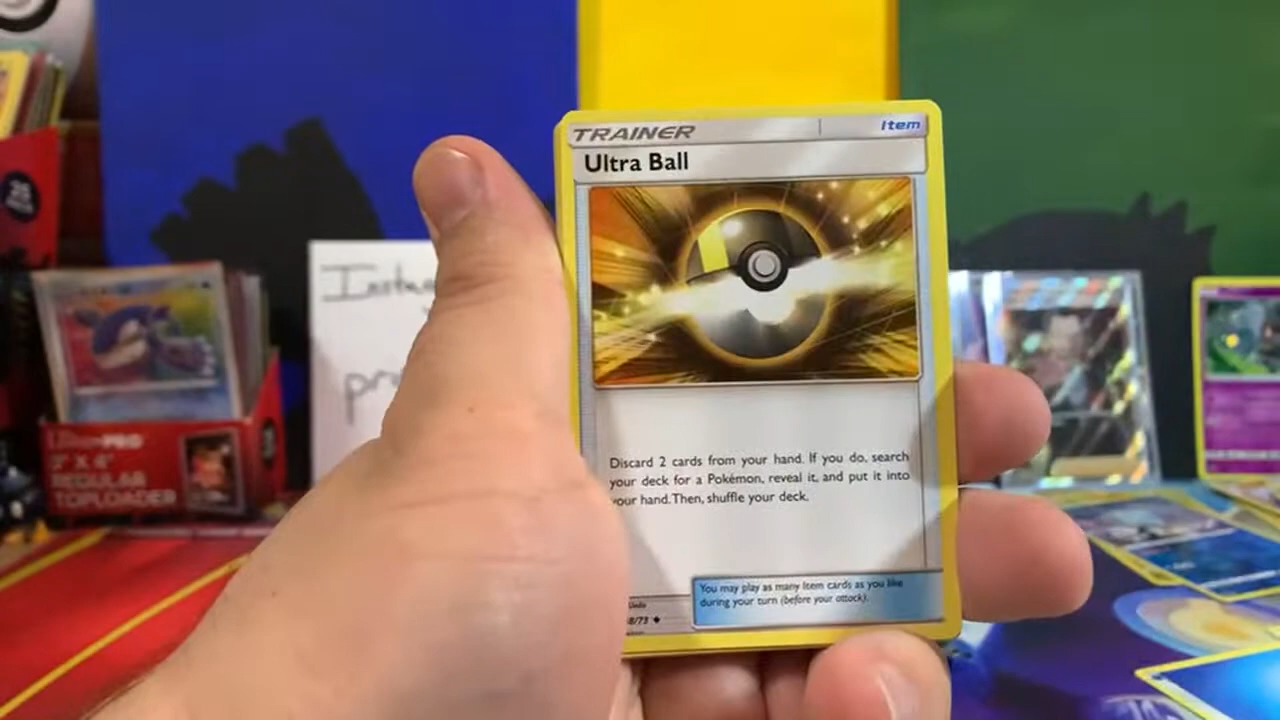 TRAINER
Item
Ultra Ball
Discard 2 cards from your hand. If you do, search
your deck for a Pokémon, reveal it, and put it into
your hand. Then, shuffle your deck.
You may play as many Item cards as you like
during your turn (before your attack).
8/73
Ultra PRO
3" X 4"
REGULAR
TOPLOADER